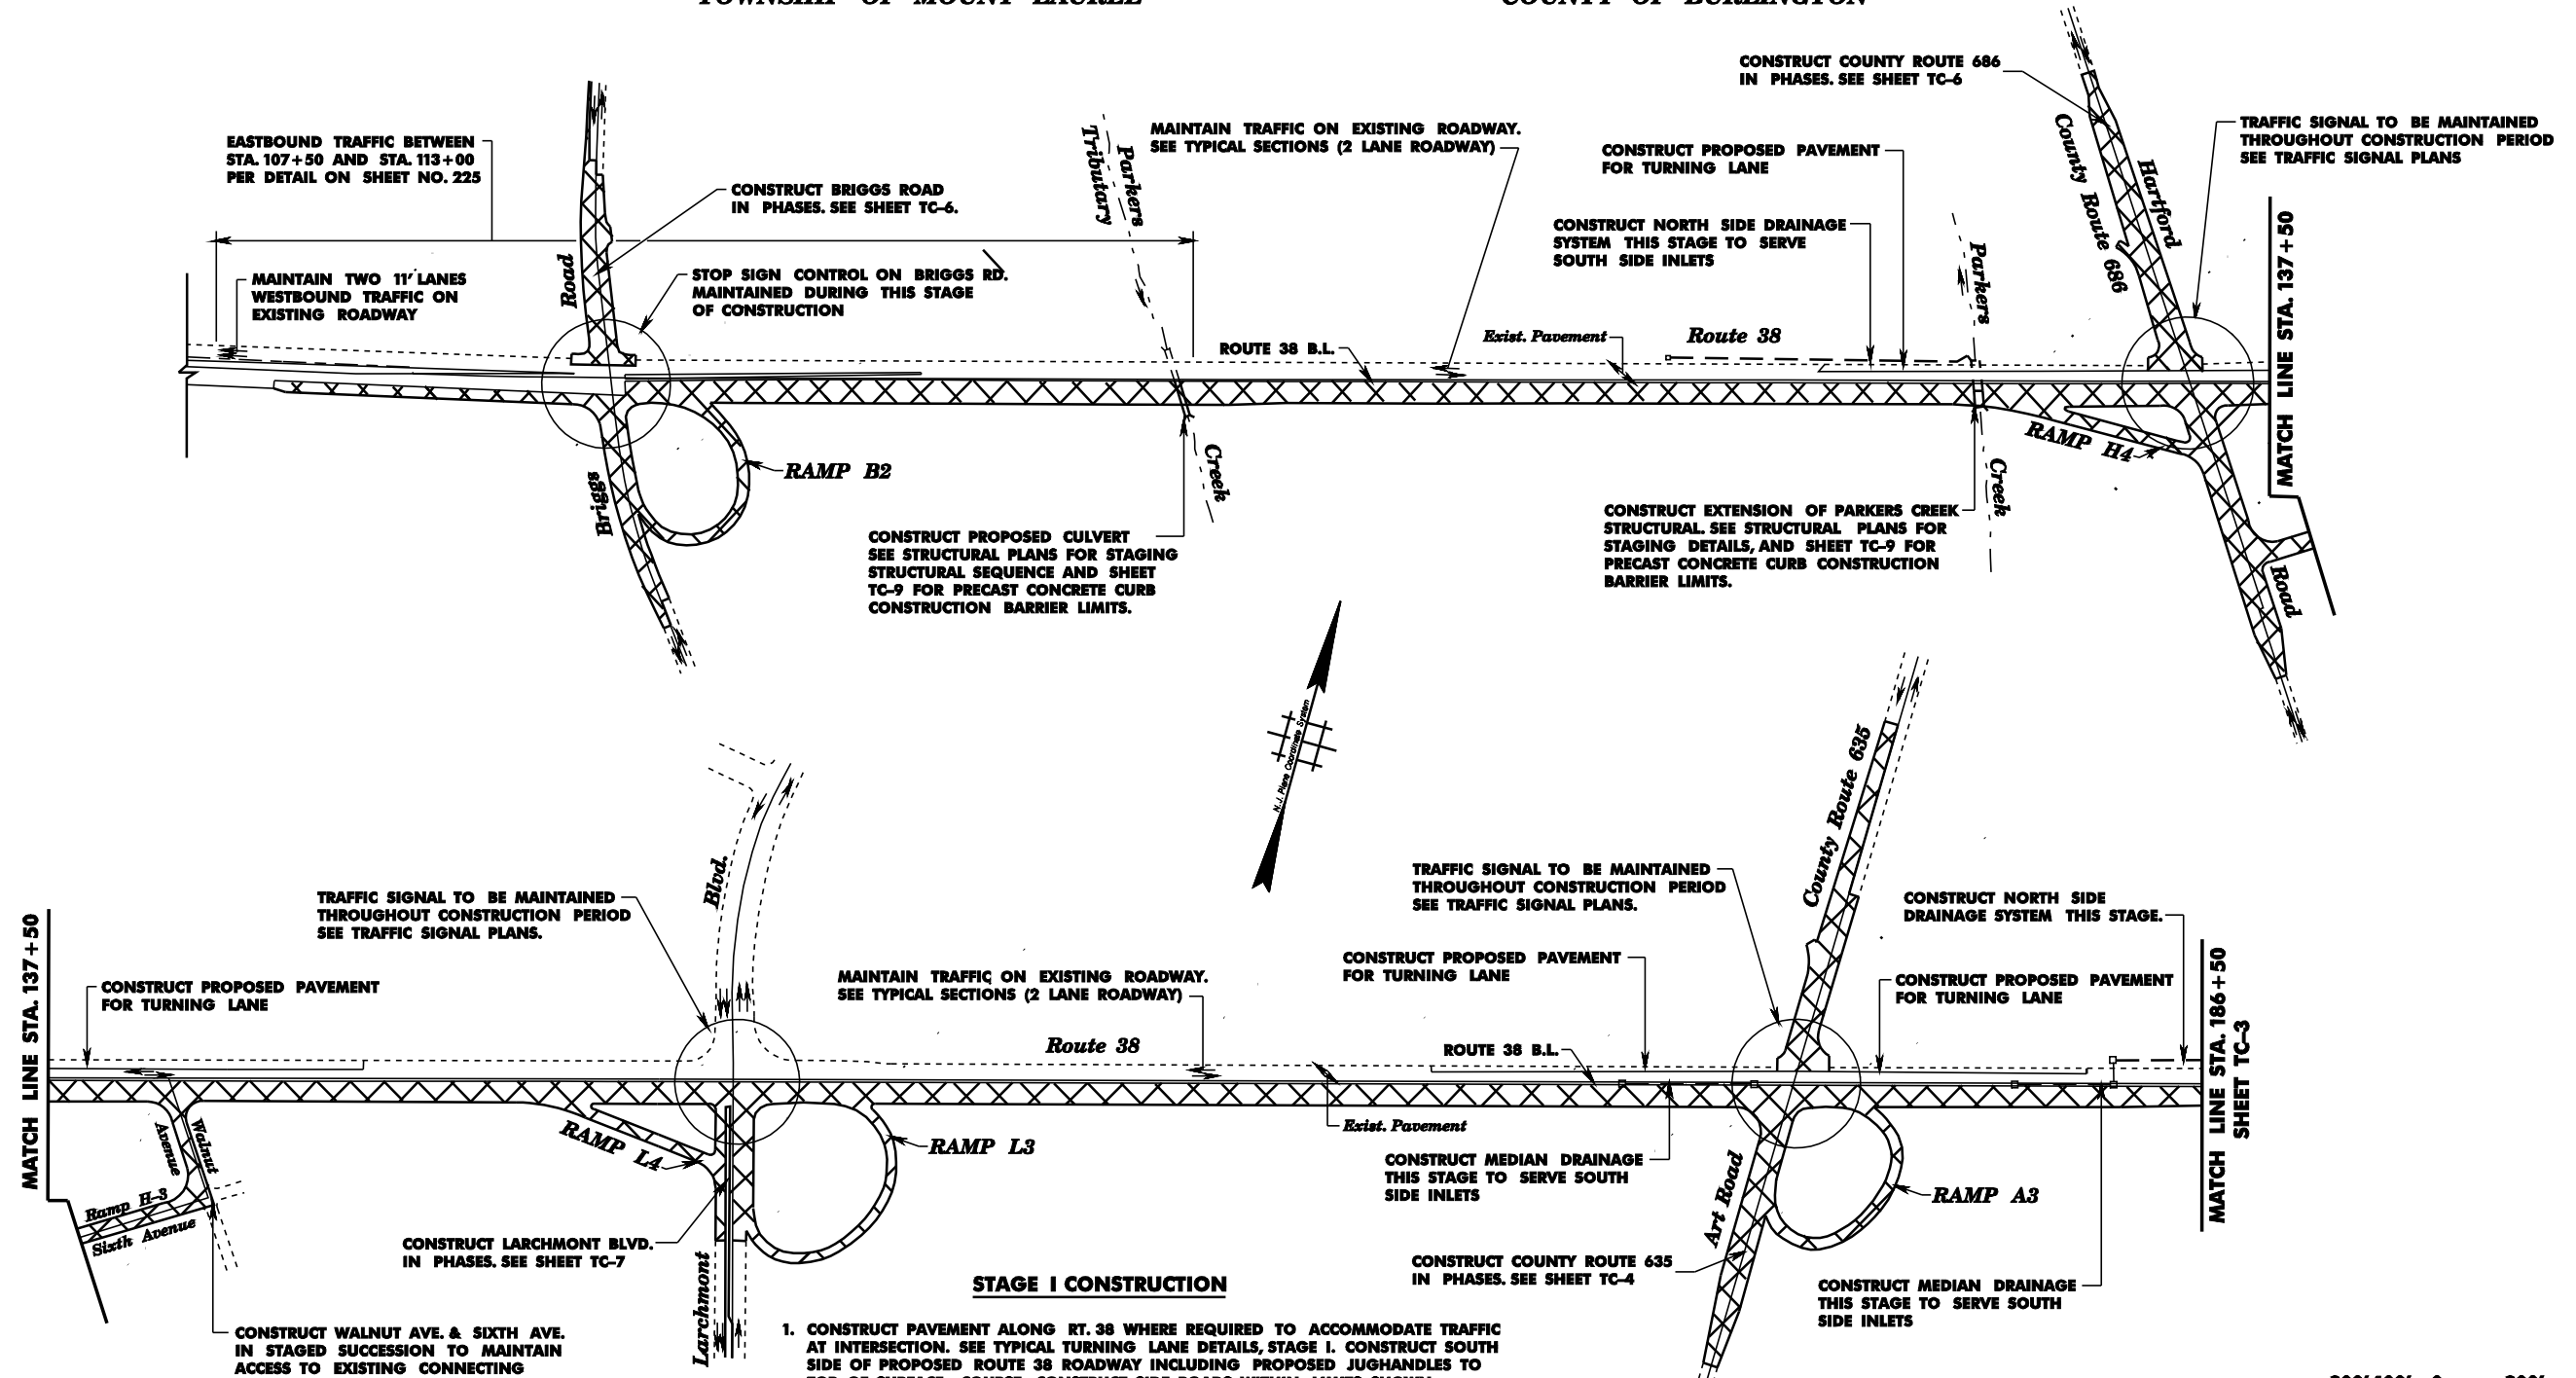 TOWNSHIP OF MOUNT LAUREL
COUNTY OF BURLINGTON
CONSTRUCT COUNTY ROUTE 686
IN PHASES. SEE SHEET TC-6
EASTBOUND TRAFFIC BETWEEN
STA. 107+50 AND STA. 113+00
PER DETAIL ON SHEET NO. 225
CONSTRUCT BRIGGS ROAD
IN PHASES. SEE SHEET TC-6.
Tributary
Parkers
MAINTAIN TRAFFIC ON EXISTING ROADWAY.
SEE TYPICAL SECTIONS (2 LANE ROADWAY)
CONSTRUCT PROPOSED PAVEMENT
FOR TURNING LANE
County Route 686
Hartford
TRAFFIC SIGNAL TO BE MAINTAINED
THROUGHOUT CONSTRUCTION PERIOD
SEE TRAFFIC SIGNAL PLANS
CONSTRUCT NORTH SIDE DRAINAGE
SYSTEM THIS STAGE TO SERVE
SOUTH SIDE INLETS
Parkers
MATCH LINE STA. 137+50
MAINTAIN TWO 11' LANES
WESTBOUND TRAFFIC ON
EXISTING ROADWAY
Road
STOP SIGN CONTROL ON BRIGGS RD.
MAINTAINED DURING THIS STAGE
OF CONSTRUCTION
ROUTE 38 B.L.
Exist. Pavement
Route 38
RAMP B2
Briggs
Creek
RAMP H4
CONSTRUCT PROPOSED CULVERT
SEE STRUCTURAL PLANS FOR STAGING
STRUCTURAL SEQUENCE AND SHEET
TC-9 FOR PRECAST CONCRETE CURB
CONSTRUCTION BARRIER LIMITS.
CONSTRUCT EXTENSION OF PARKERS CREEK
STRUCTURAL. SEE STRUCTURAL PLANS FOR
STAGING DETAILS, AND SHEET TC-9 FOR
PRECAST CONCRETE CURB CONSTRUCTION
BARRIER LIMITS.
Creek
Road
N.J. Plane Coordinate System
MATCH LINE STA. 137+50
CONSTRUCT PROPOSED PAVEMENT
FOR TURNING LANE
TRAFFIC SIGNAL TO BE MAINTAINED
THROUGHOUT CONSTRUCTION PERIOD
SEE TRAFFIC SIGNAL PLANS.
Blvd.
MAINTAIN TRAFFIC ON EXISTING ROADWAY.
SEE TYPICAL SECTIONS (2 LANE ROADWAY)
Route 38
TRAFFIC SIGNAL TO BE MAINTAINED
THROUGHOUT CONSTRUCTION PERIOD
SEE TRAFFIC SIGNAL PLANS.
County Route 635
CONSTRUCT NORTH SIDE
DRAINAGE SYSTEM THIS STAGE.
CONSTRUCT PROPOSED PAVEMENT
FOR TURNING LANE
CONSTRUCT PROPOSED PAVEMENT
FOR TURNING LANE
ROUTE 38 B.L.
MATCH LINE STA. 186+50
SHEET TC-3
Avenue
Walnut
Ramp H-3
Sixth Avenue
RAMP L4
RAMP L3
Exist. Pavement
CONSTRUCT MEDIAN DRAINAGE
THIS STAGE TO SERVE SOUTH
SIDE INLETS
Art Road
RAMP A3
CONSTRUCT LARCHMONT BLVD.
IN PHASES. SEE SHEET TC-7
Larchmont
CONSTRUCT COUNTY ROUTE 635
IN PHASES. SEE SHEET TC-4
CONSTRUCT MEDIAN DRAINAGE
THIS STAGE TO SERVE SOUTH
SIDE INLETS
CONSTRUCT WALNUT AVE. & SIXTH AVE.
IN STAGED SUCCESSION TO MAINTAIN
ACCESS TO EXISTING CONNECTING
STAGE I CONSTRUCTION
1. CONSTRUCT PAVEMENT ALONG RT. 38 WHERE REQUIRED TO ACCOMMODATE TRAFFIC
AT INTERSECTION. SEE TYPICAL TURNING LANE DETAILS, STAGE I. CONSTRUCT SOUTH
SIDE OF PROPOSED ROUTE 38 ROADWAY INCLUDING PROPOSED JUGHANDLES TO